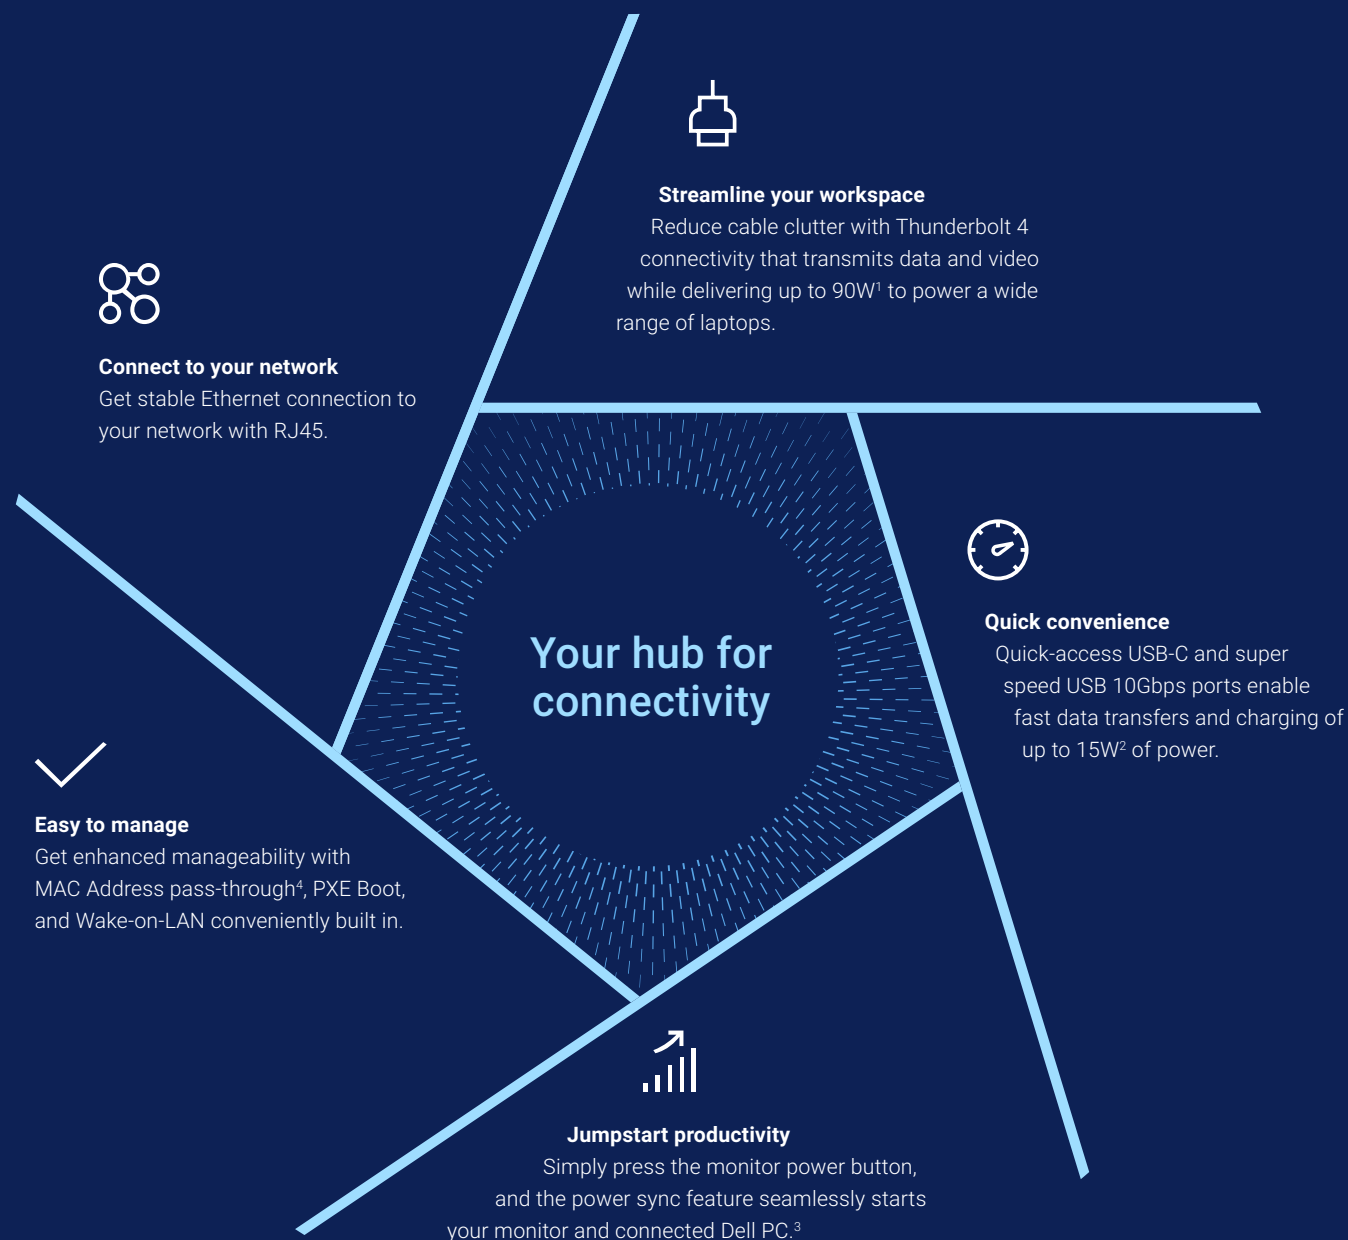 Streamline your workspace
Reduce cable clutter with Thunderbolt 4
connectivity that transmits data and video
while delivering up to 90W¹ to power a wide
range of laptops.
Connect to your network
Get stable Ethernet connection to
your network with RJ45.
Your hub for
connectivity
Quick convenience
Quick-access USB-C and super
speed USB 10Gbps ports enable
fast data transfers and charging of
up to 15W² of power.
Easy to manage
Get enhanced manageability with
MAC Address pass-through⁴, PXE Boot,
and Wake-on-LAN conveniently built in.
Jumpstart productivity
Simply press the monitor power button,
and the power sync feature seamlessly starts
your monitor and connected Dell PC.³